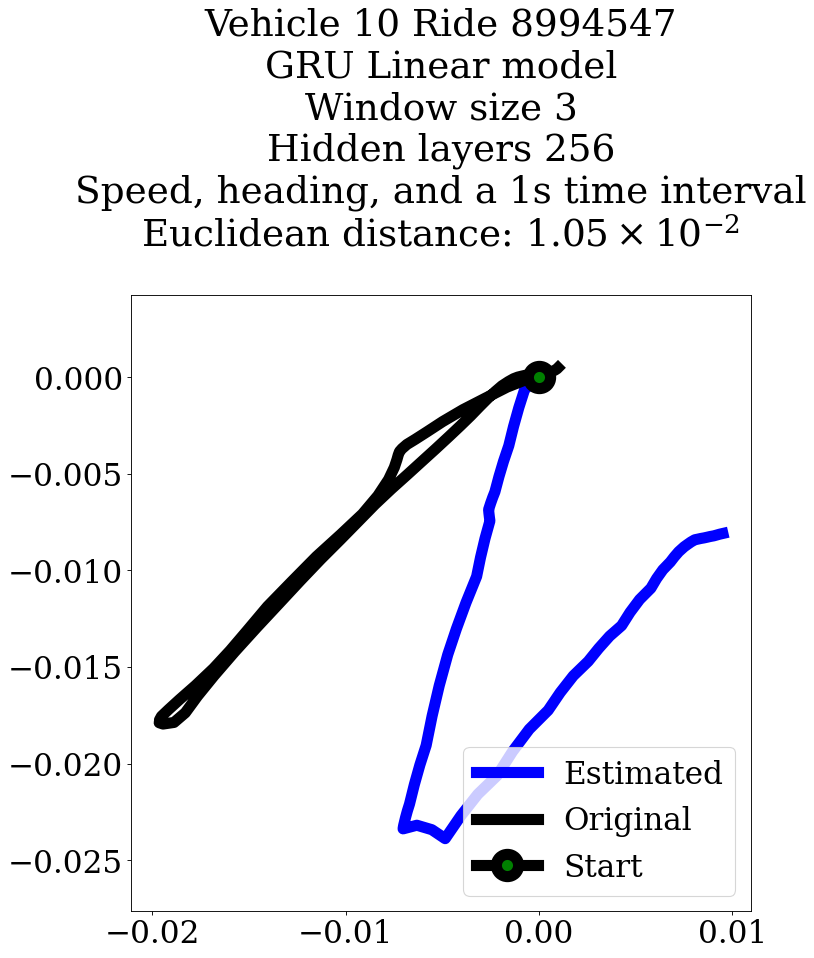 Vehicle 10 Ride 8994547
GRU Linear model
Window size 3
Hidden layers 256
Speed, heading, and a 1s time interval
Euclidean distance: 1.05 × 10⁻²
0.000
−0.005
−0.010
−0.015
−0.020
−0.025
Estimated
Original
Start
−0.02
−0.01
0.00
0.01